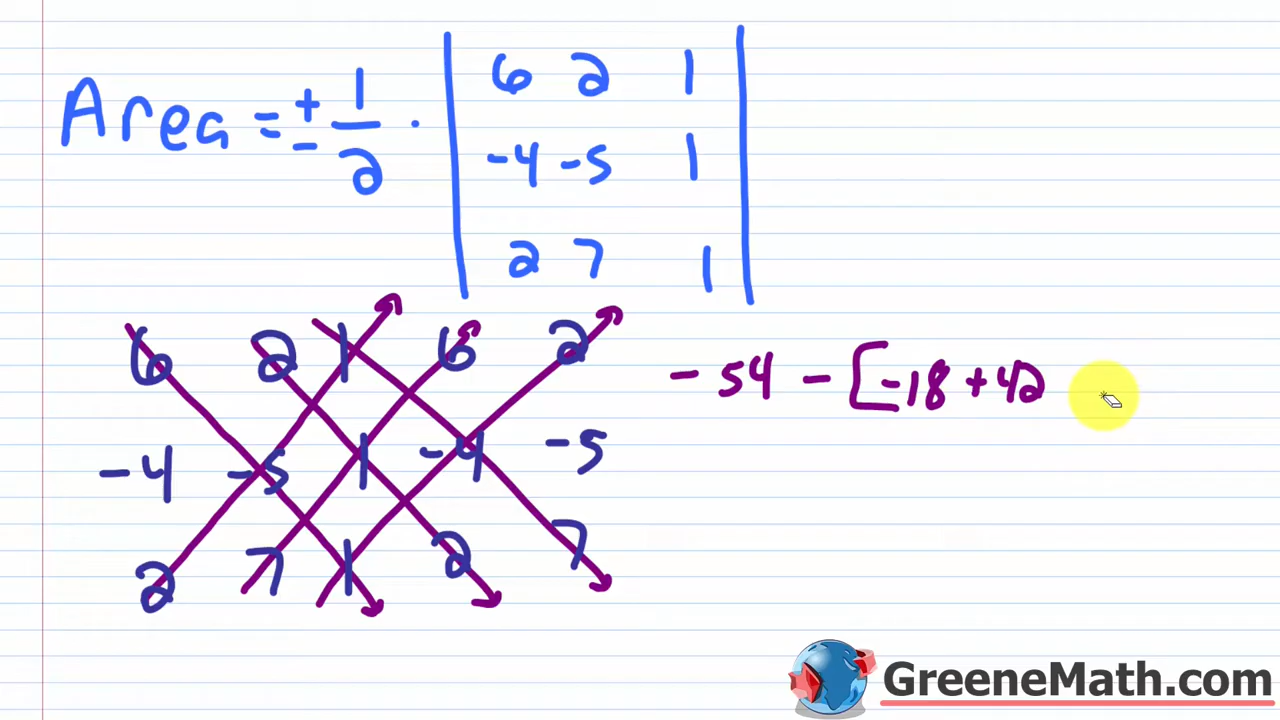 Area = ± 1/2 · | 6 2 1 |
| -4 -5 1 |
| 2 7 1 |
6 2 1 6 2
-4 -5 1 -4 -5
2 7 1 2 7
- 54 - [-18 + 42
GreeneMath.com